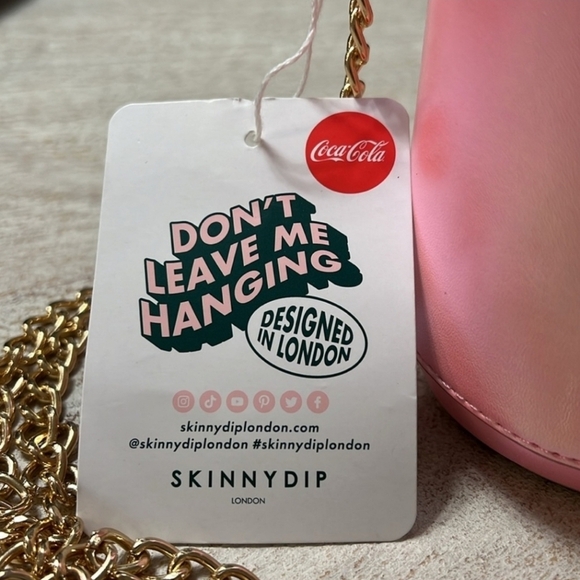 Coca-Cola
DON'T
LEAVE ME
HANGING
DESIGNED
IN LONDON
skinnydiplondon.com
@skinnydiplondon #skinnydiplondon
SKINNYDIP
LONDON